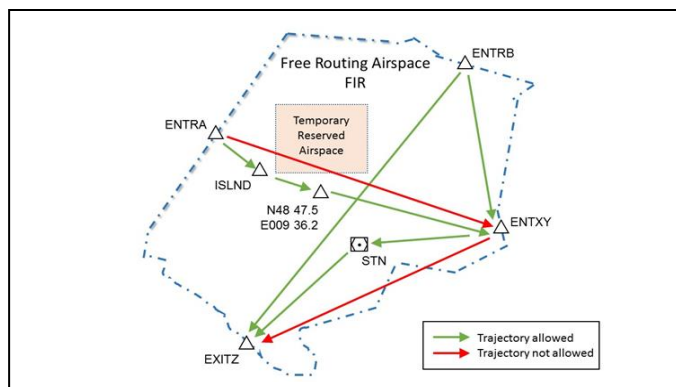 ENTRB
Free Routing Airspace
FIR
Temporary
Reserved
Airspace
ENTRA
ISLND
N48 47.5
E009 36.2
ENTXY
STN
EXITZ
Trajectory allowed
Trajectory not allowed